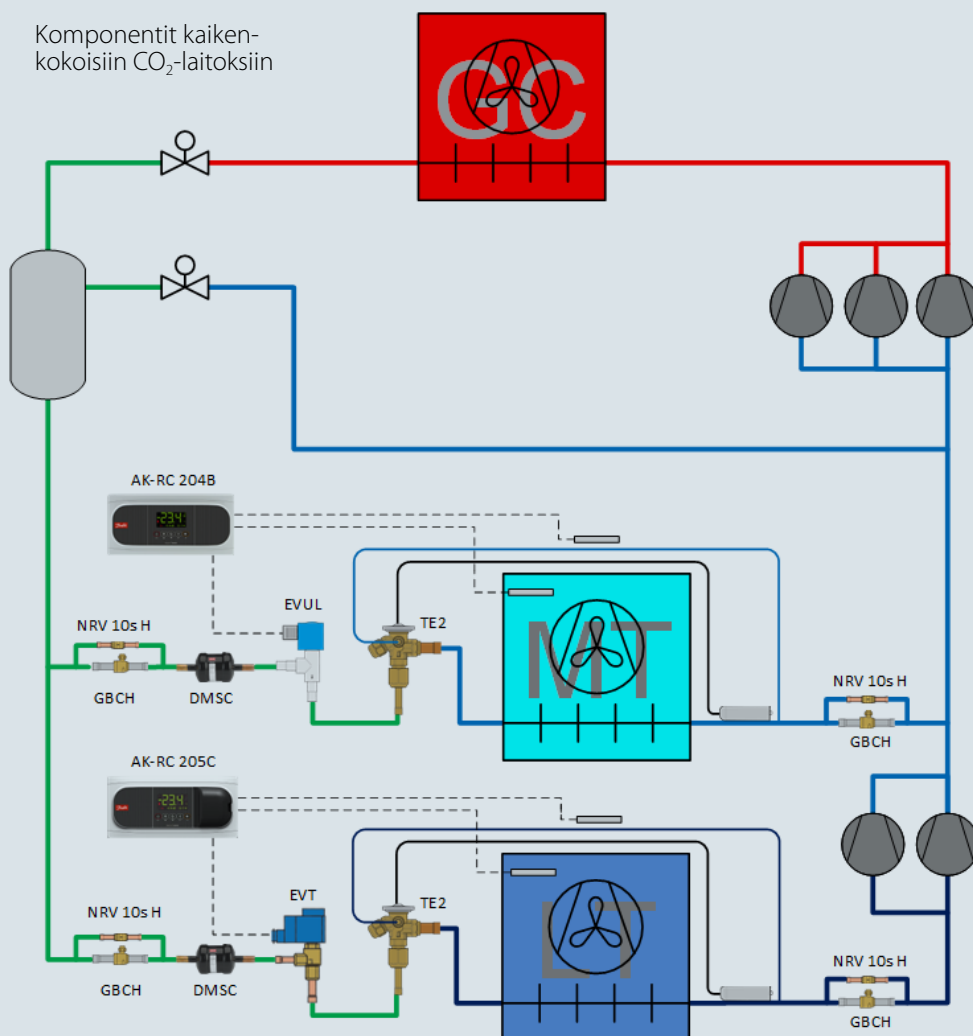 Komponentit kaiken-
kokoisiin CO₂-laitoksiin
GC
AK-RC 204B
-23.4
EVUL
TE2
NRV 10s H
GBCH
DMSC
MT
NRV 10s H
GBCH
AK-RC 205C
-23.4
EVT
TE2
NRV 10s H
GBCH
DMSC
LT
NRV 10s H
GBCH